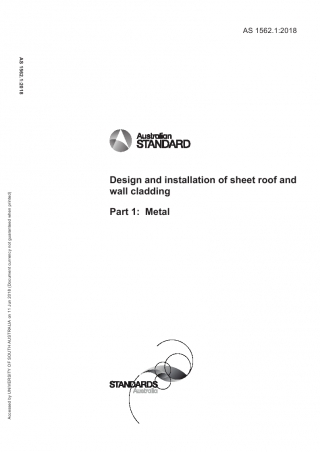 AS 1562.1:2018
AS 1562.1:2018
Australian
STANDARD
Design and installation of sheet roof and
wall cladding
Part 1: Metal
Accessed by UNIVERSITY OF SOUTH AUSTRALIA on 11 Jun 2018 (Document currency not guaranteed when printed)
STANDARDS
Australia